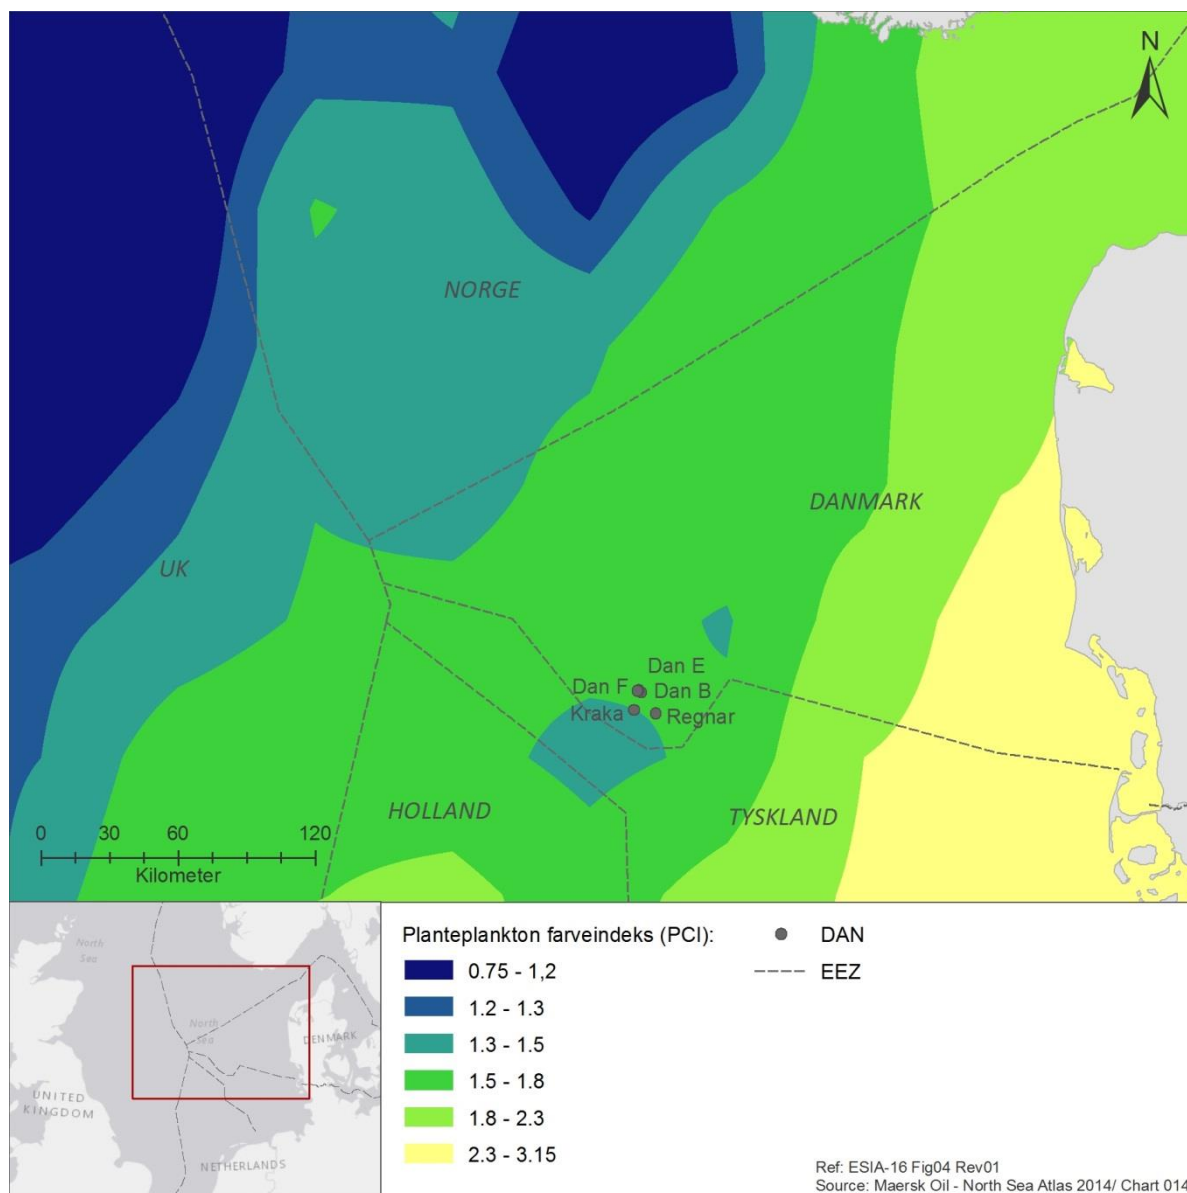 N
NORGE
DANMARK
UK
Dan E
Dan F
Dan B
Kraka
Regnar
HOLLAND
TYSKLAND
0 30 60 120
Kilometer
North
Sea
North
Sea
DENMARK
UNITED
KINGDOM
NETHERLANDS
Planteplankton farveindeks (PCI):
0.75 - 1,2
1.2 - 1.3
1.3 - 1.5
1.5 - 1.8
1.8 - 2.3
2.3 - 3.15
DAN
EEZ
Ref: ESIA-16 Fig04 Rev01
Source: Maersk Oil - North Sea Atlas 2014/ Chart 014